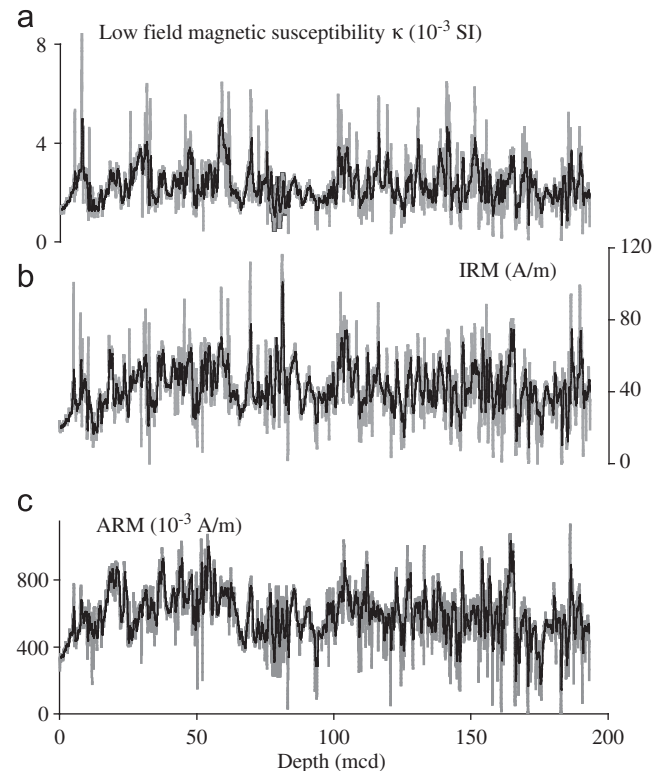 a
Low field magnetic susceptibility κ (10⁻³ SI)
8
4
0
b
IRM (A/m)
120
80
40
0
c
ARM (10⁻³ A/m)
800
400
0
0 50 100 150 200
Depth (mcd)